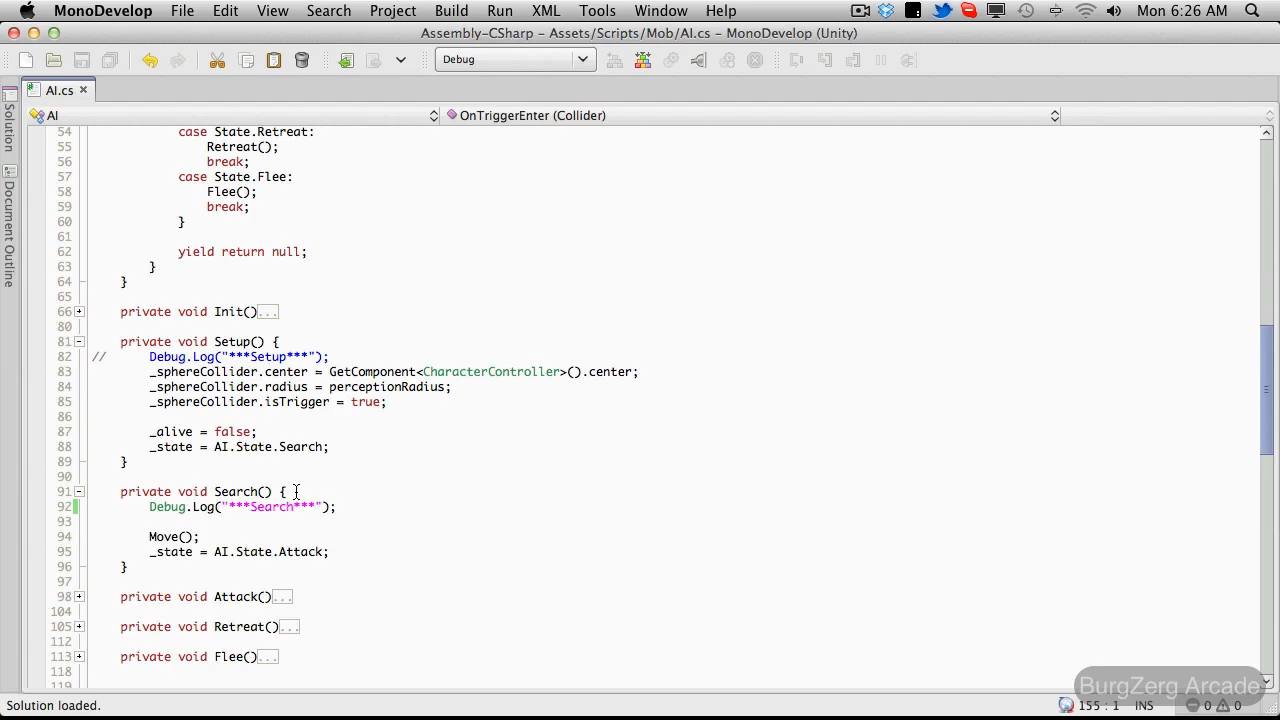 MonoDevelop File Edit View Search Project Build Run XML Tools Window Help Mon 6:26 AM
Assembly-CSharp - Assets/Scripts/Mob/AI.cs - MonoDevelop (Unity)
Debug
AI.cs
Solution
Document Outline
AI OnTriggerEnter (Collider)
54 case State.Retreat:
55 Retreat();
56 break;
57 case State.Flee:
58 Flee();
59 break;
60 }
61
62 yield return null;
63 }
64 }
65
66 private void Init()...
80
81 private void Setup() {
82 // Debug.Log("***Setup***");
83 _sphereCollider.center = GetComponent<CharacterController>().center;
84 _sphereCollider.radius = perceptionRadius;
85 _sphereCollider.isTrigger = true;
86
87 _alive = false;
88 _state = AI.State.Search;
89 }
90
91 private void Search() {
92 Debug.Log("***Search***");
93
94 Move();
95 _state = AI.State.Attack;
96 }
97
98 private void Attack()...
104
105 private void Retreat()...
112
113 private void Flee()...
118
119
BurgZerg Arcade
Solution loaded. 155 : 1 INS 0 0